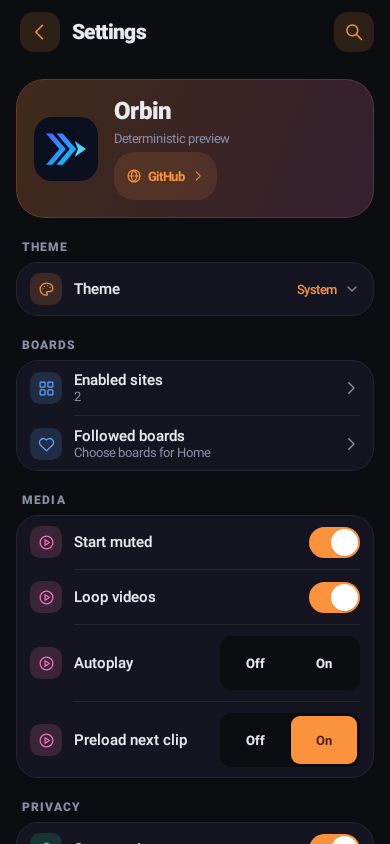 Settings
Orbin
Deterministic preview
GitHub
THEME
Theme
System
BOARDS
Enabled sites
2
Followed boards
Choose boards for Home
MEDIA
Start muted
Loop videos
Autoplay
Off
On
Preload next clip
Off
On
PRIVACY